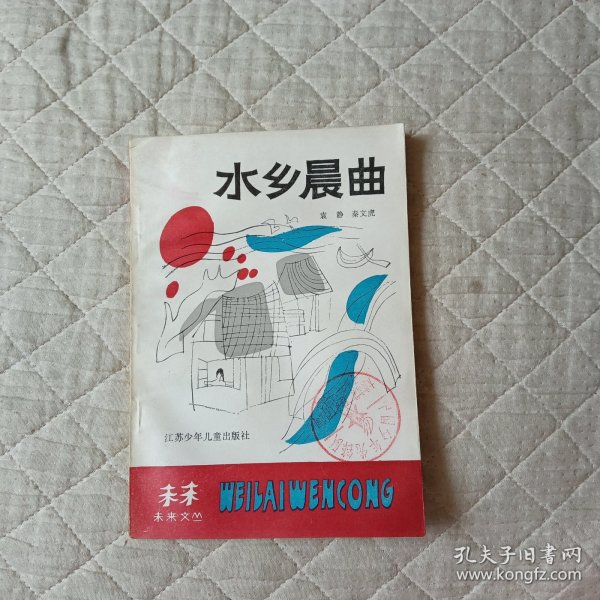 水乡晨曲
袁静 秦文虎
江苏少年儿童出版社
未来文丛
WEILAIWENCONG
孔夫子旧书网
www.kongfz.com